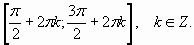 [π/2 + 2πk; 3π/2 + 2πk], k ∈ Z.